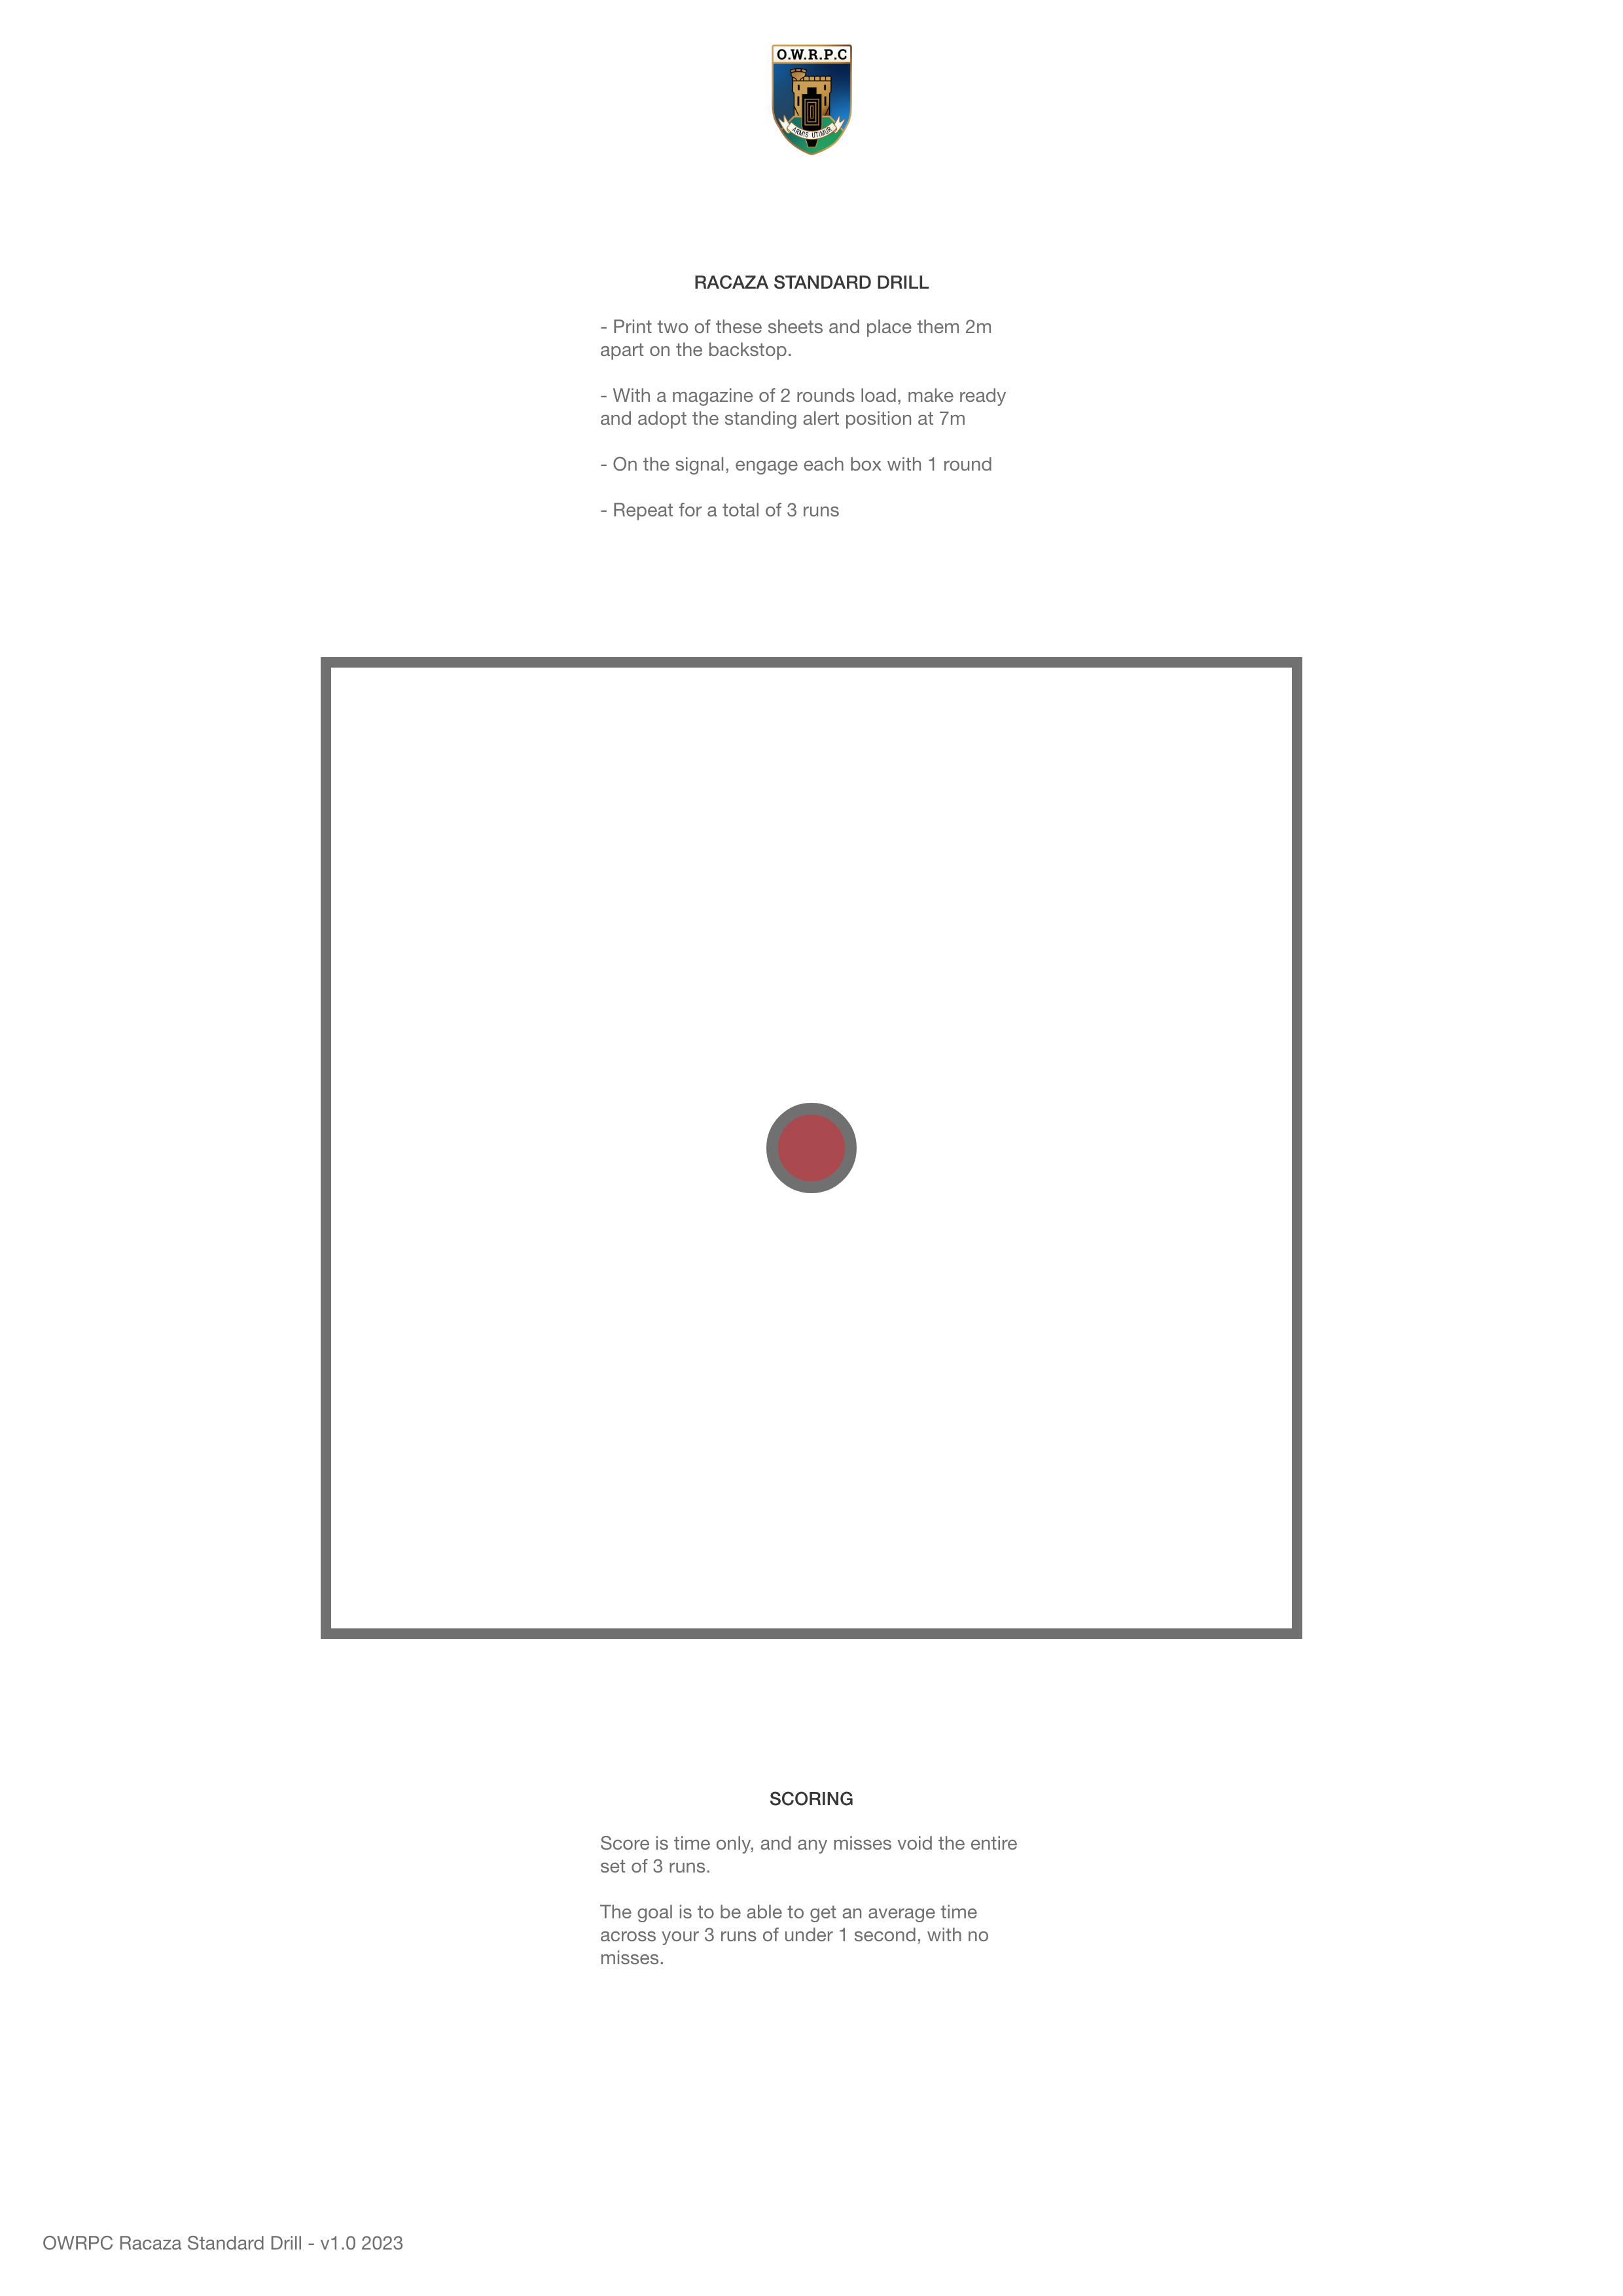 O.W.R.P.C
ARMIS UTIMUR
RACAZA STANDARD DRILL
- Print two of these sheets and place them 2m
apart on the backstop.
- With a magazine of 2 rounds load, make ready
and adopt the standing alert position at 7m
- On the signal, engage each box with 1 round
- Repeat for a total of 3 runs
SCORING
Score is time only, and any misses void the entire
set of 3 runs.
The goal is to be able to get an average time
across your 3 runs of under 1 second, with no
misses.
OWRPC Racaza Standard Drill - v1.0 2023